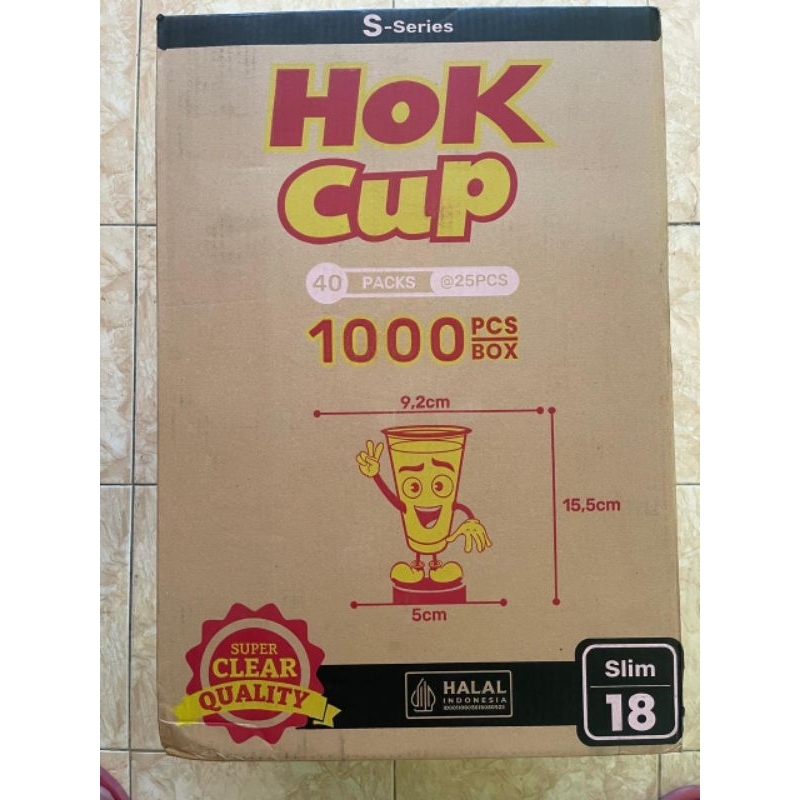 S-Series
HoK
Cup
40 PACKS @25PCS
1000 PCS
BOX
9,2cm
15,5cm
5cm
SUPER
CLEAR
QUALITY
HALAL
INDONESIA
Slim
18